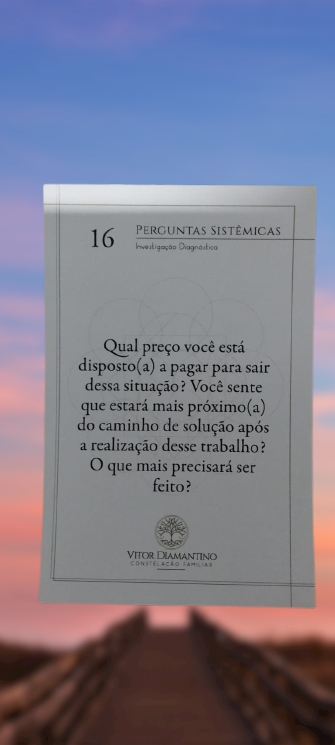 16
PERGUNTAS SISTÊMICAS
Investigação Diagnóstica
Qual preço você está
disposto(a) a pagar para sair
dessa situação? Você sente
que estará mais próximo(a)
do caminho de solução após
a realização desse trabalho?
O que mais precisará ser
feito?
VITOR DIAMANTINO
CONSTELAÇÃO FAMILIAR